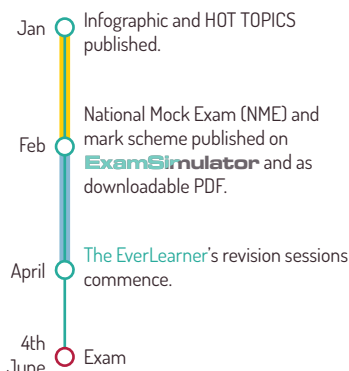 Jan
Infographic and HOT TOPICS
published.
National Mock Exam (NME) and
Feb
mark scheme published on
ExamSimulator and as
downloadable PDF.
The EverLearner's revision sessions
April
commence.
4th
June
Exam